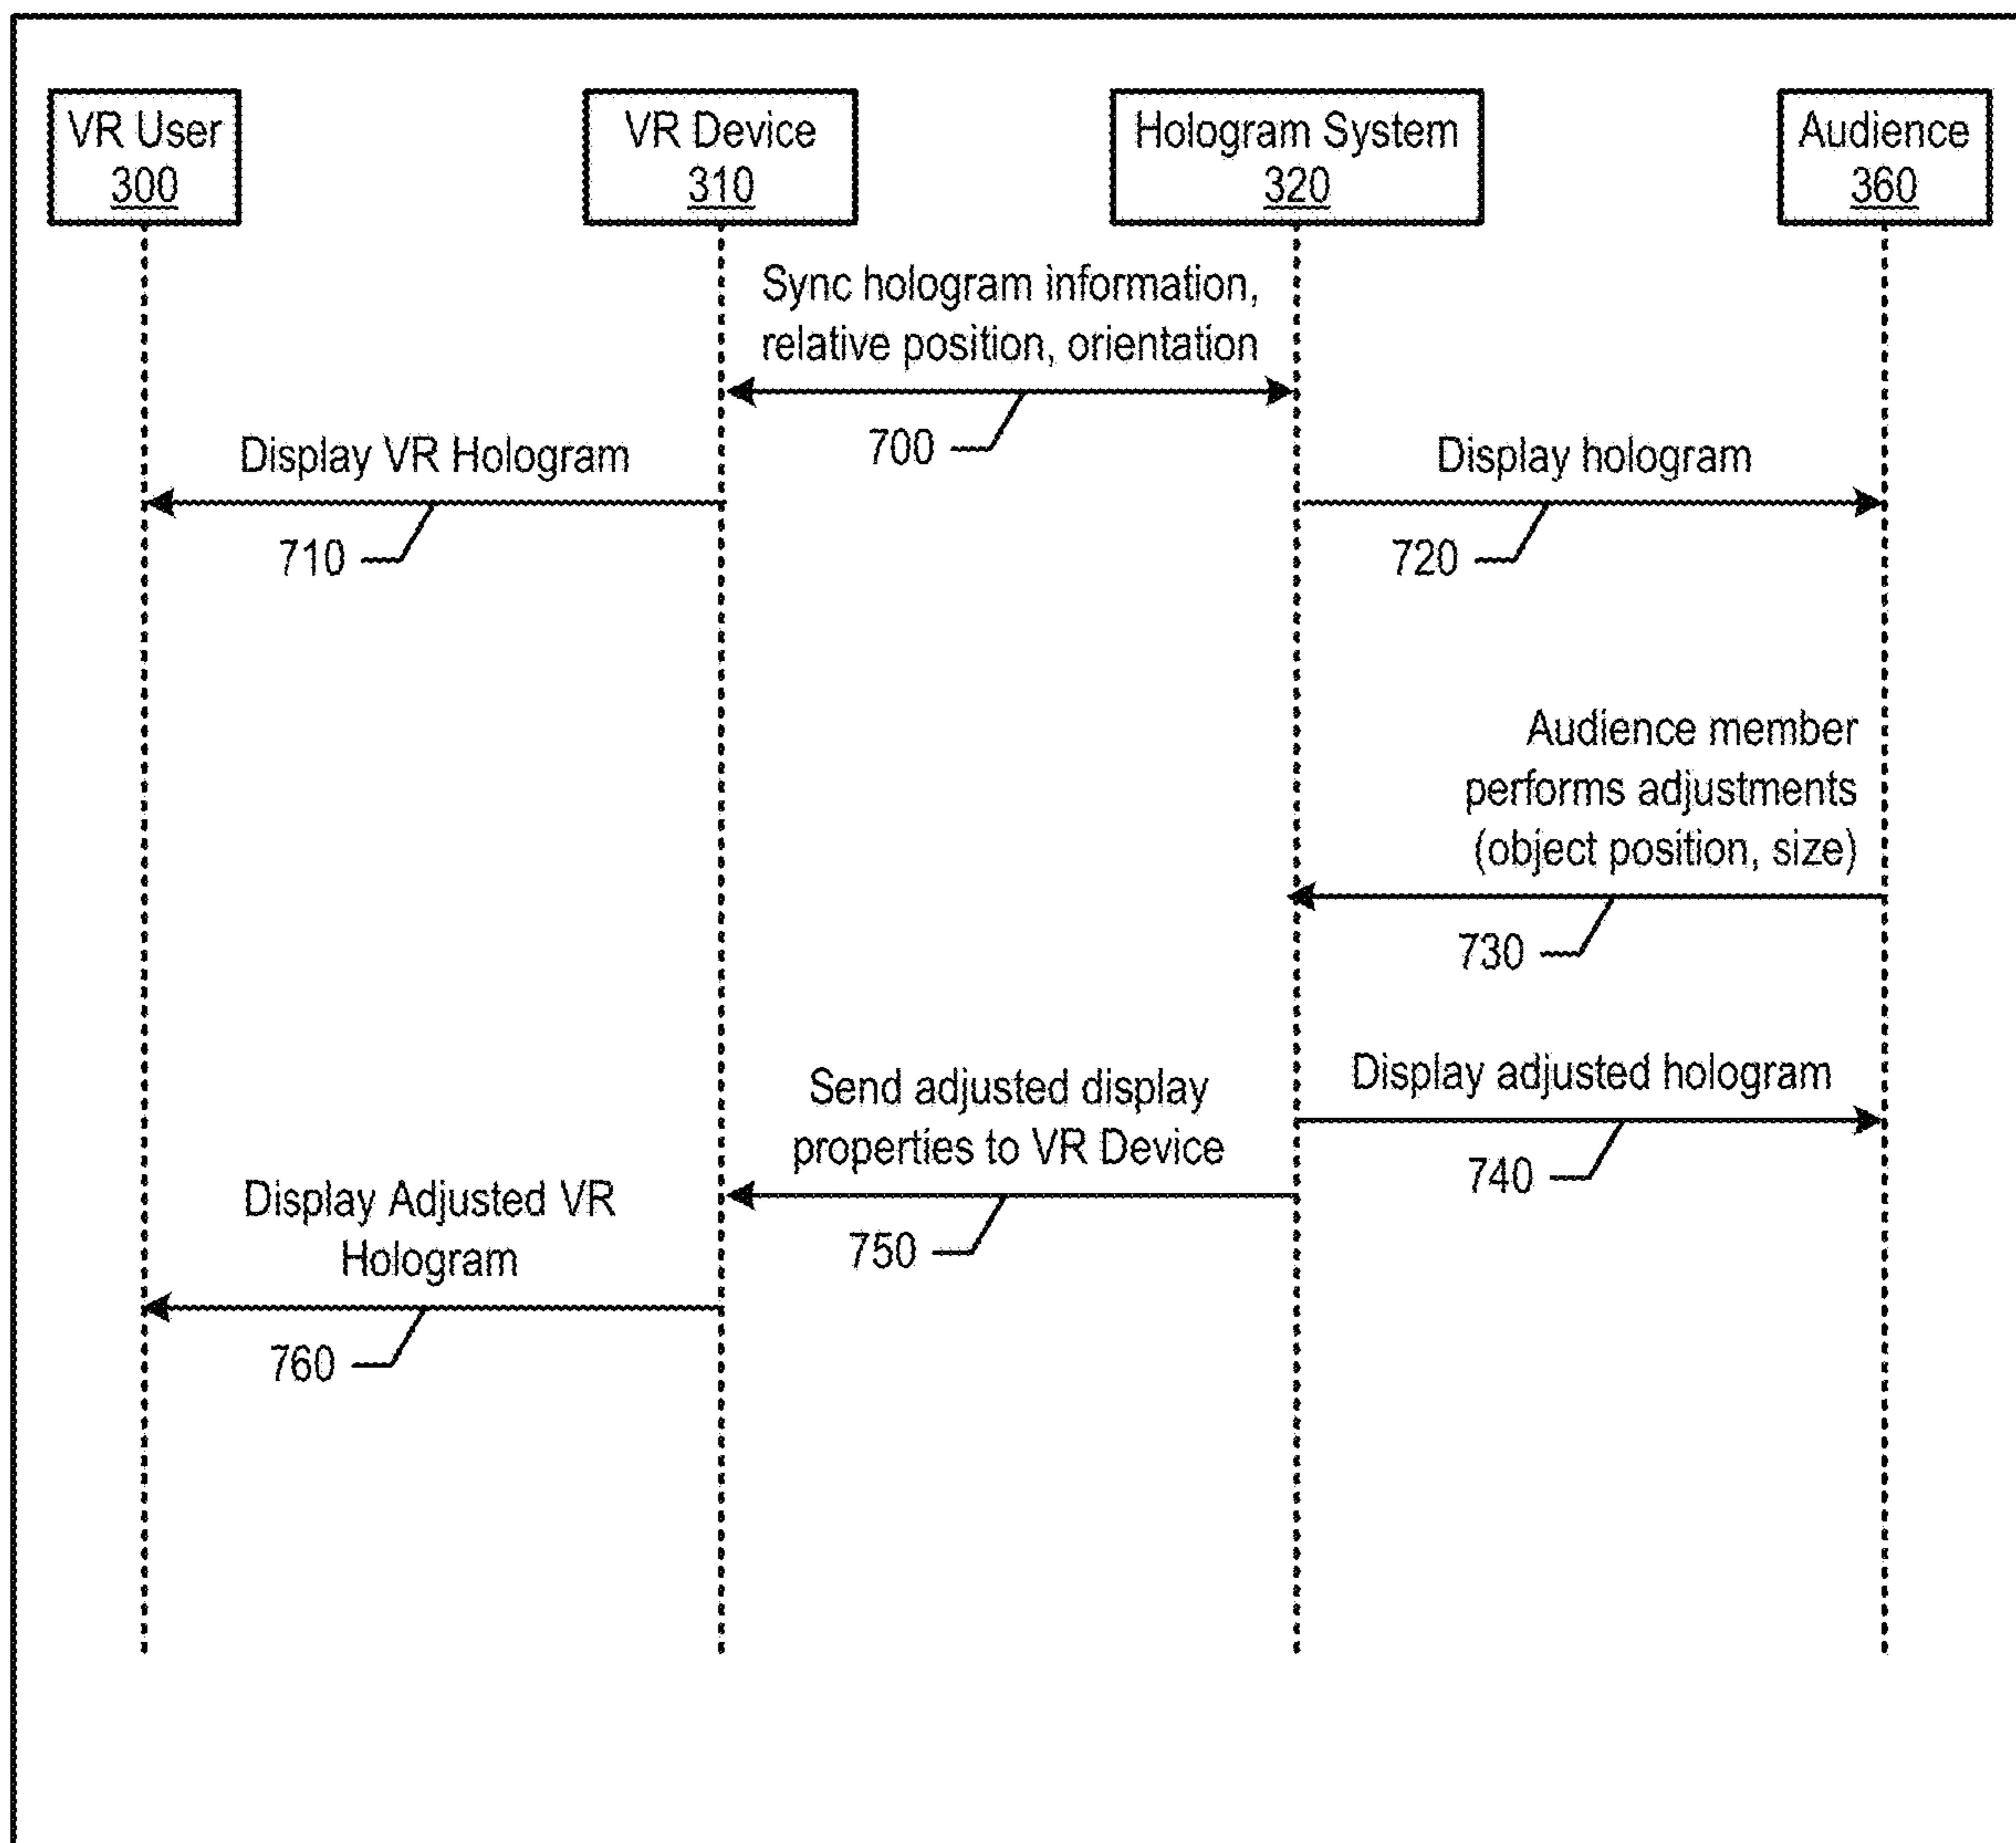 VR User
300
VR Device
310
Hologram System
320
Audience
360
Sync hologram information,
relative position, orientation
700
Display VR Hologram
710
Display hologram
720
Audience member
performs adjustments
(object position, size)
730
Display adjusted hologram
740
Send adjusted display
properties to VR Device
750
Display Adjusted VR
Hologram
760